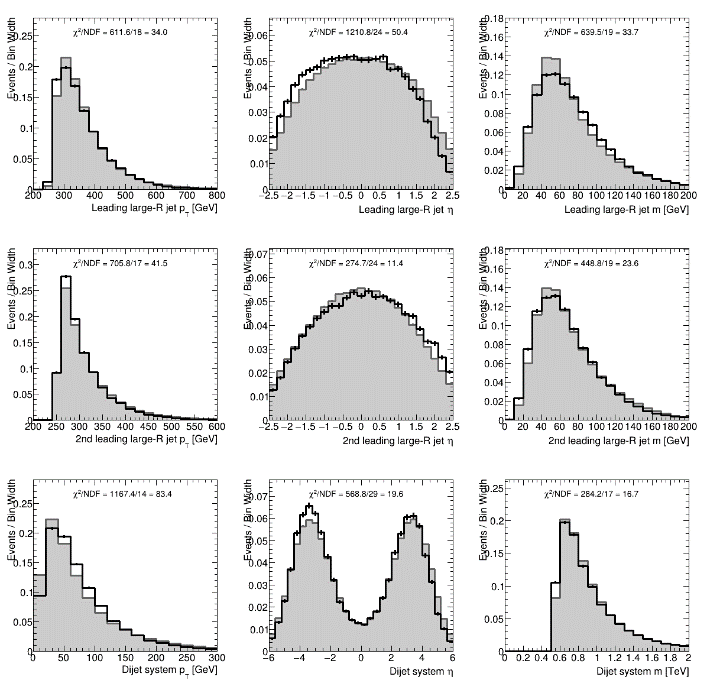 Events / Bin Width
χ²/NDF = 611.6/18 = 34.0
0.25
0.2
0.15
0.1
0.05
0
200 300 400 500 600 700 800
Leading large-R jet p_T [GeV]
Events / Bin Width
χ²/NDF = 1210.8/24 = 50.4
0.06
0.05
0.04
0.03
0.02
0.01
0
−2.5 −2 −1.5 −1 −0.5 0 0.5 1 1.5 2 2.5
Leading large-R jet η
Events / Bin Width
χ²/NDF = 639.5/19 = 33.7
0.18
0.16
0.14
0.12
0.1
0.08
0.06
0.04
0.02
0
0 20 40 60 80 100 120 140 160 180 200
Leading large-R jet m [GeV]
Events / Bin Width
χ²/NDF = 705.8/17 = 41.5
0.3
0.25
0.2
0.15
0.1
0.05
0
200 250 300 350 400 450 500 550 600
2nd leading large-R jet p_T [GeV]
Events / Bin Width
χ²/NDF = 274.7/24 = 11.4
0.07
0.06
0.05
0.04
0.03
0.02
0.01
0
−2.5 −2 −1.5 −1 −0.5 0 0.5 1 1.5 2 2.5
2nd leading large-R jet η
Events / Bin Width
χ²/NDF = 448.8/19 = 23.6
0.18
0.16
0.14
0.12
0.1
0.08
0.06
0.04
0.02
0
0 20 40 60 80 100 120 140 160 180 200
2nd leading large-R jet m [GeV]
Events / Bin Width
χ²/NDF = 1167.4/14 = 83.4
0.25
0.2
0.15
0.1
0.05
0
0 50 100 150 200 250 300
Dijet system p_T [GeV]
Events / Bin Width
χ²/NDF = 568.8/29 = 19.6
0.07
0.06
0.05
0.04
0.03
0.02
0.01
0
−6 −4 −2 0 2 4 6
Dijet system η
Events / Bin Width
χ²/NDF = 284.2/17 = 16.7
0.25
0.2
0.15
0.1
0.05
0
0 0.2 0.4 0.6 0.8 1 1.2 1.4 1.6 1.8 2
Dijet system m [TeV]